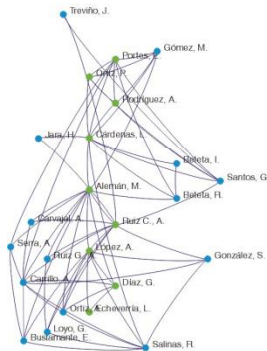 Treviño, J.
Gómez, M.
Portes, E.
Ortiz, P.
Rodríguez, A.
Jara, H.
Cárdenas, L.
Beteta, I.
Santos, G.
Beteta, R.
Alemán, M.
Carvajal, A.
Ruiz C., A.
Serra, A.
López, A.
Ruiz G., A.
González, S.
Carrillo, A.
Díaz, G.
Ortiz, A.
Echeverría, L.
Loyo, G.
Bustamante, E.
Salinas, R.